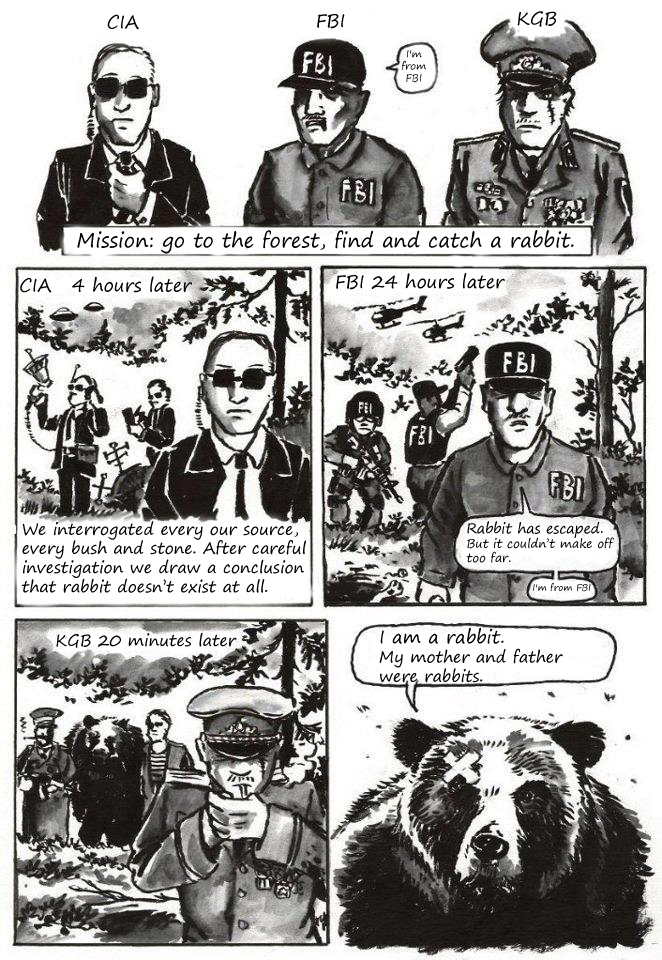 CIA
FBI
KGB
FBI
I'm
from
FBI
FBI
Mission: go to the forest, find and catch a rabbit.
CIA 4 hours later
We interrogated every our source,
every bush and stone. After careful
investigation we draw a conclusion
that rabbit doesn't exist at all.
FBI 24 hours later
FBI
FBI
FBI
FBI
Rabbit has escaped.
But it couldn't make off
too far.
I'm from FBI
KGB 20 minutes later
I am a rabbit.
My mother and father
were rabbits.